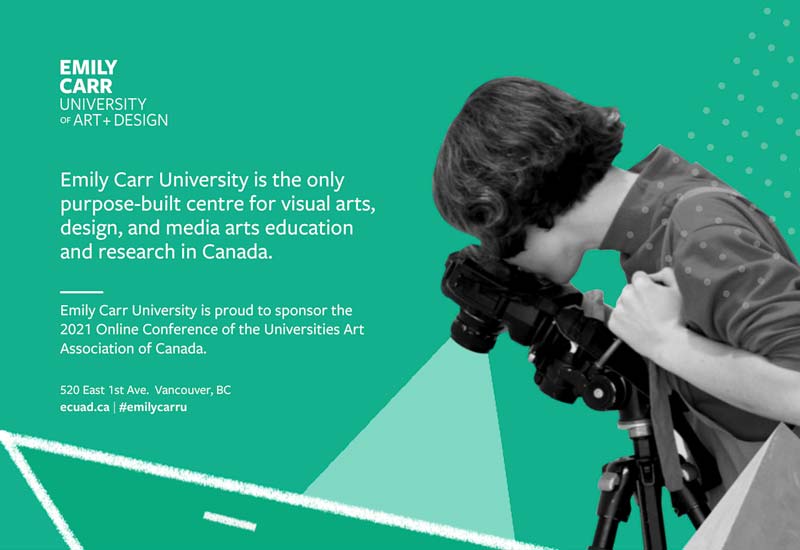 EMILY
CARR
UNIVERSITY
OF ART + DESIGN
Emily Carr University is the only
purpose-built centre for visual arts,
design, and media arts education
and research in Canada.
Emily Carr University is proud to sponsor the
2021 Online Conference of the Universities Art
Association of Canada.
520 East 1st Ave. Vancouver, BC
ecuad.ca | #emilycarru